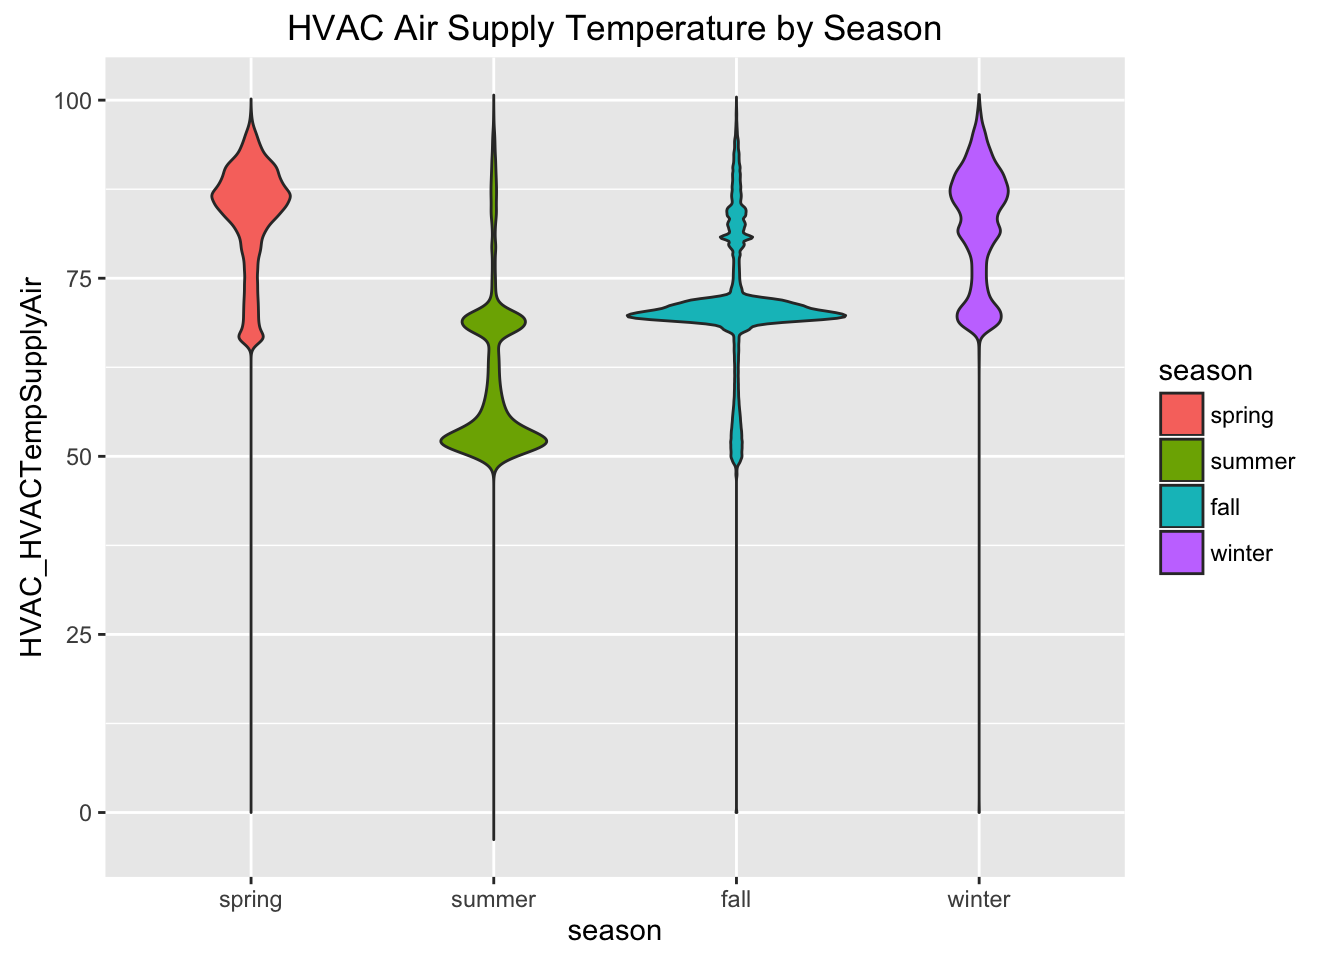 HVAC Air Supply Temperature by Season
HVAC_HVACTempSupplyAir
100
75
50
25
0
spring
summer
fall
winter
season
season
spring
summer
fall
winter